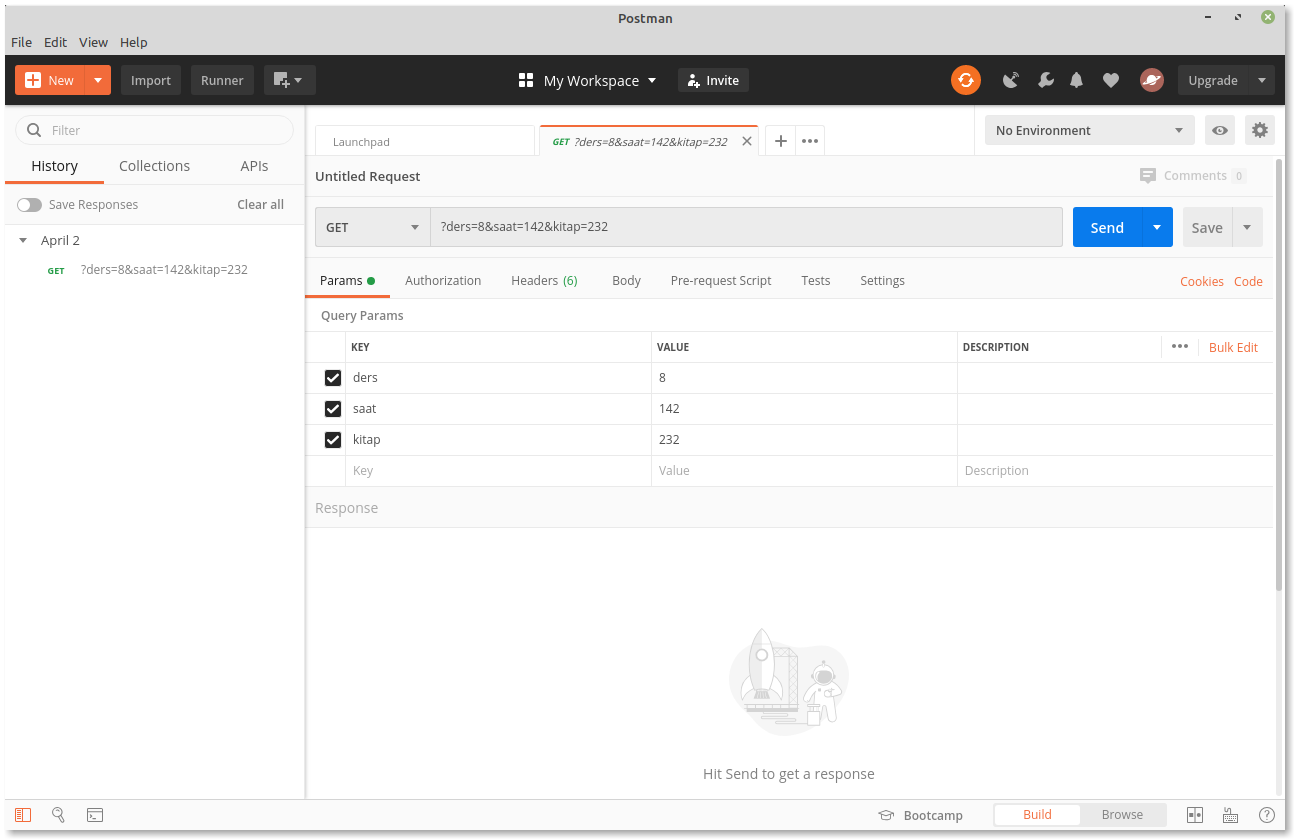 Postman
File Edit View Help
New Import Runner My Workspace Invite Upgrade
Filter
History Collections APIs
Save Responses Clear all
April 2
GET ?ders=8&saat=142&kitap=232
Launchpad GET ?ders=8&saat=142&kitap=232 No Environment
Untitled Request Comments 0
GET ?ders=8&saat=142&kitap=232 Send Save
Params Authorization Headers (6) Body Pre-request Script Tests Settings Cookies Code
Query Params
KEY VALUE DESCRIPTION Bulk Edit
ders 8
saat 142
kitap 232
Key Value Description
Response
Hit Send to get a response
Bootcamp Build Browse